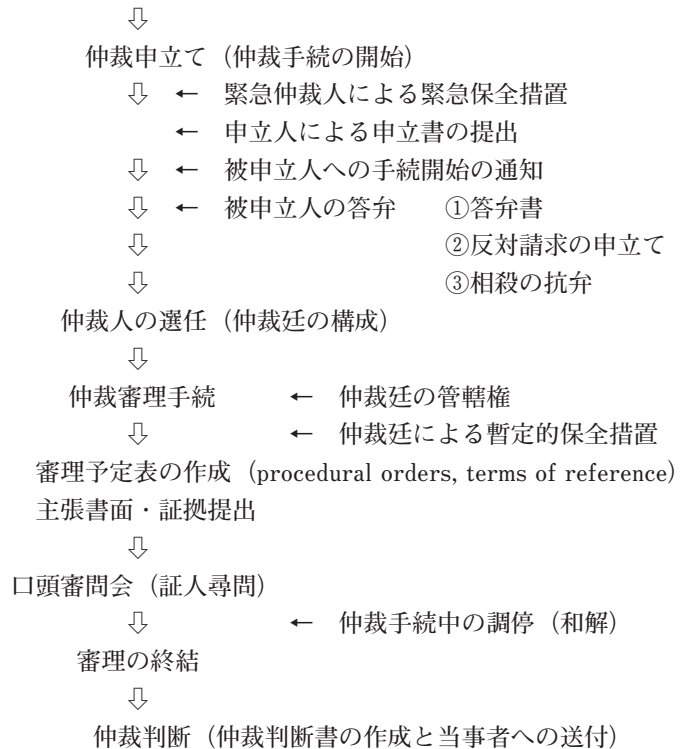 ⇩
仲裁申立て（仲裁手続の開始）
⇩ ← 緊急仲裁人による緊急保全措置
← 申立人による申立書の提出
⇩ ← 被申立人への手続開始の通知
⇩ ← 被申立人の答弁 ①答弁書
⇩ ②反対請求の申立て
⇩ ③相殺の抗弁
仲裁人の選任（仲裁廷の構成）
⇩
仲裁審理手続 ← 仲裁廷の管轄権
⇩ ← 仲裁廷による暫定的保全措置
審理予定表の作成（procedural orders, terms of reference）
主張書面・証拠提出
⇩
口頭審問会（証人尋問）
⇩ ← 仲裁手続中の調停（和解）
審理の終結
⇩
仲裁判断（仲裁判断書の作成と当事者への送付）